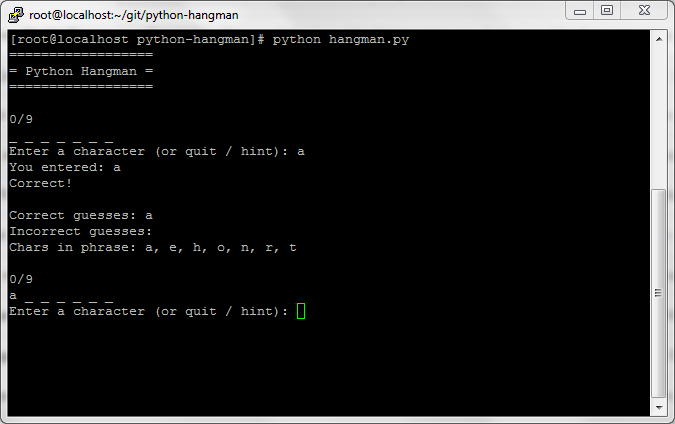 root@localhost:~/git/python-hangman
[root@localhost python-hangman]# python hangman.py
==================
= Python Hangman =
==================
0/9
_ _ _ _ _ _ _
Enter a character (or quit / hint): a
You entered: a
Correct!
Correct guesses: a
Incorrect guesses:
Chars in phrase: a, e, h, o, n, r, t
0/9
a _ _ _ _ _ _
Enter a character (or quit / hint):